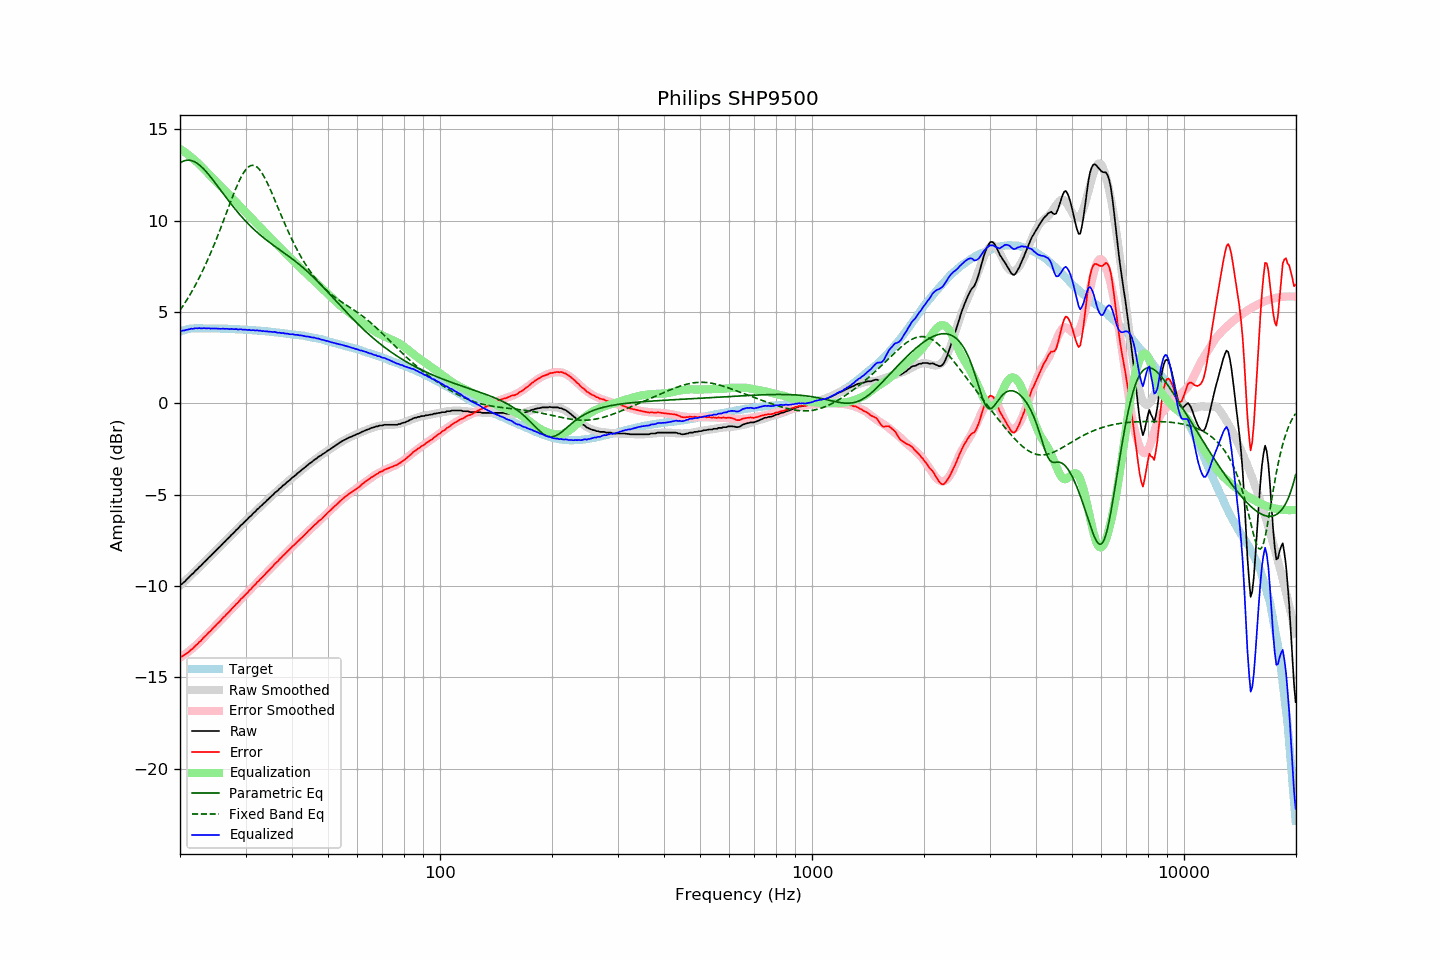 Philips SHP9500
15
10
5
0
−5
−10
−15
−20
Amplitude (dBr)
Target
Raw Smoothed
Error Smoothed
Raw
Error
Equalization
Parametric Eq
Fixed Band Eq
Equalized
100
1000
10000
Frequency (Hz)